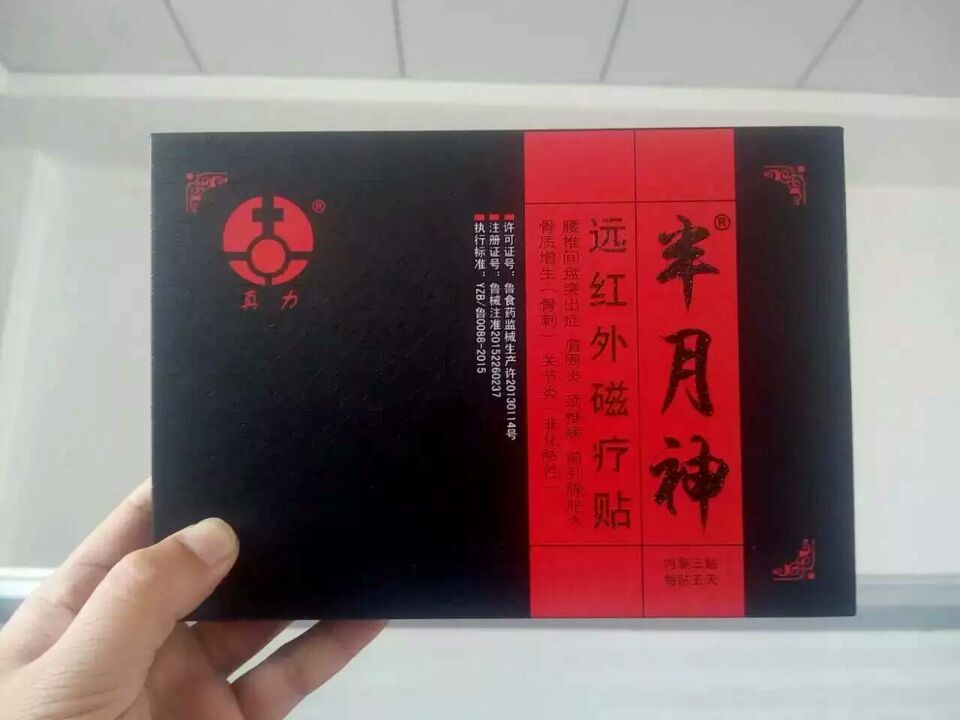 半月神®
内装三贴
每贴五天
远红外磁疗贴
腰椎间盘突出症 肩周炎 颈椎病 前列腺肥大
骨质增生(骨刺) 关节炎(非化脓性)
许可证号：鲁食药监械生产许20130114号
注册证号：鲁械注准20152260237
执行标准：YZB/鲁0088-2015
®
真力